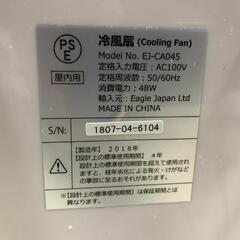 PS
E
屋内用
冷風扇 (Cooling Fan)
Model No. EJ-CA045
定格入力電圧:AC100V
定格周波数:50/60Hz
消費電力:48W
輸入元:Eagle Japan Ltd
MADE IN CHINA
S/N: 1807-04-6104
【製造年】2018年
【設計上の標準使用期間】4年
【設計上の標準使用期間】を超えて使用されます
と、経年劣化による発火・けがなどの
事故に至るおそれがあります。
※【設計上の標準使用期間】は保証期間とは
異なります。